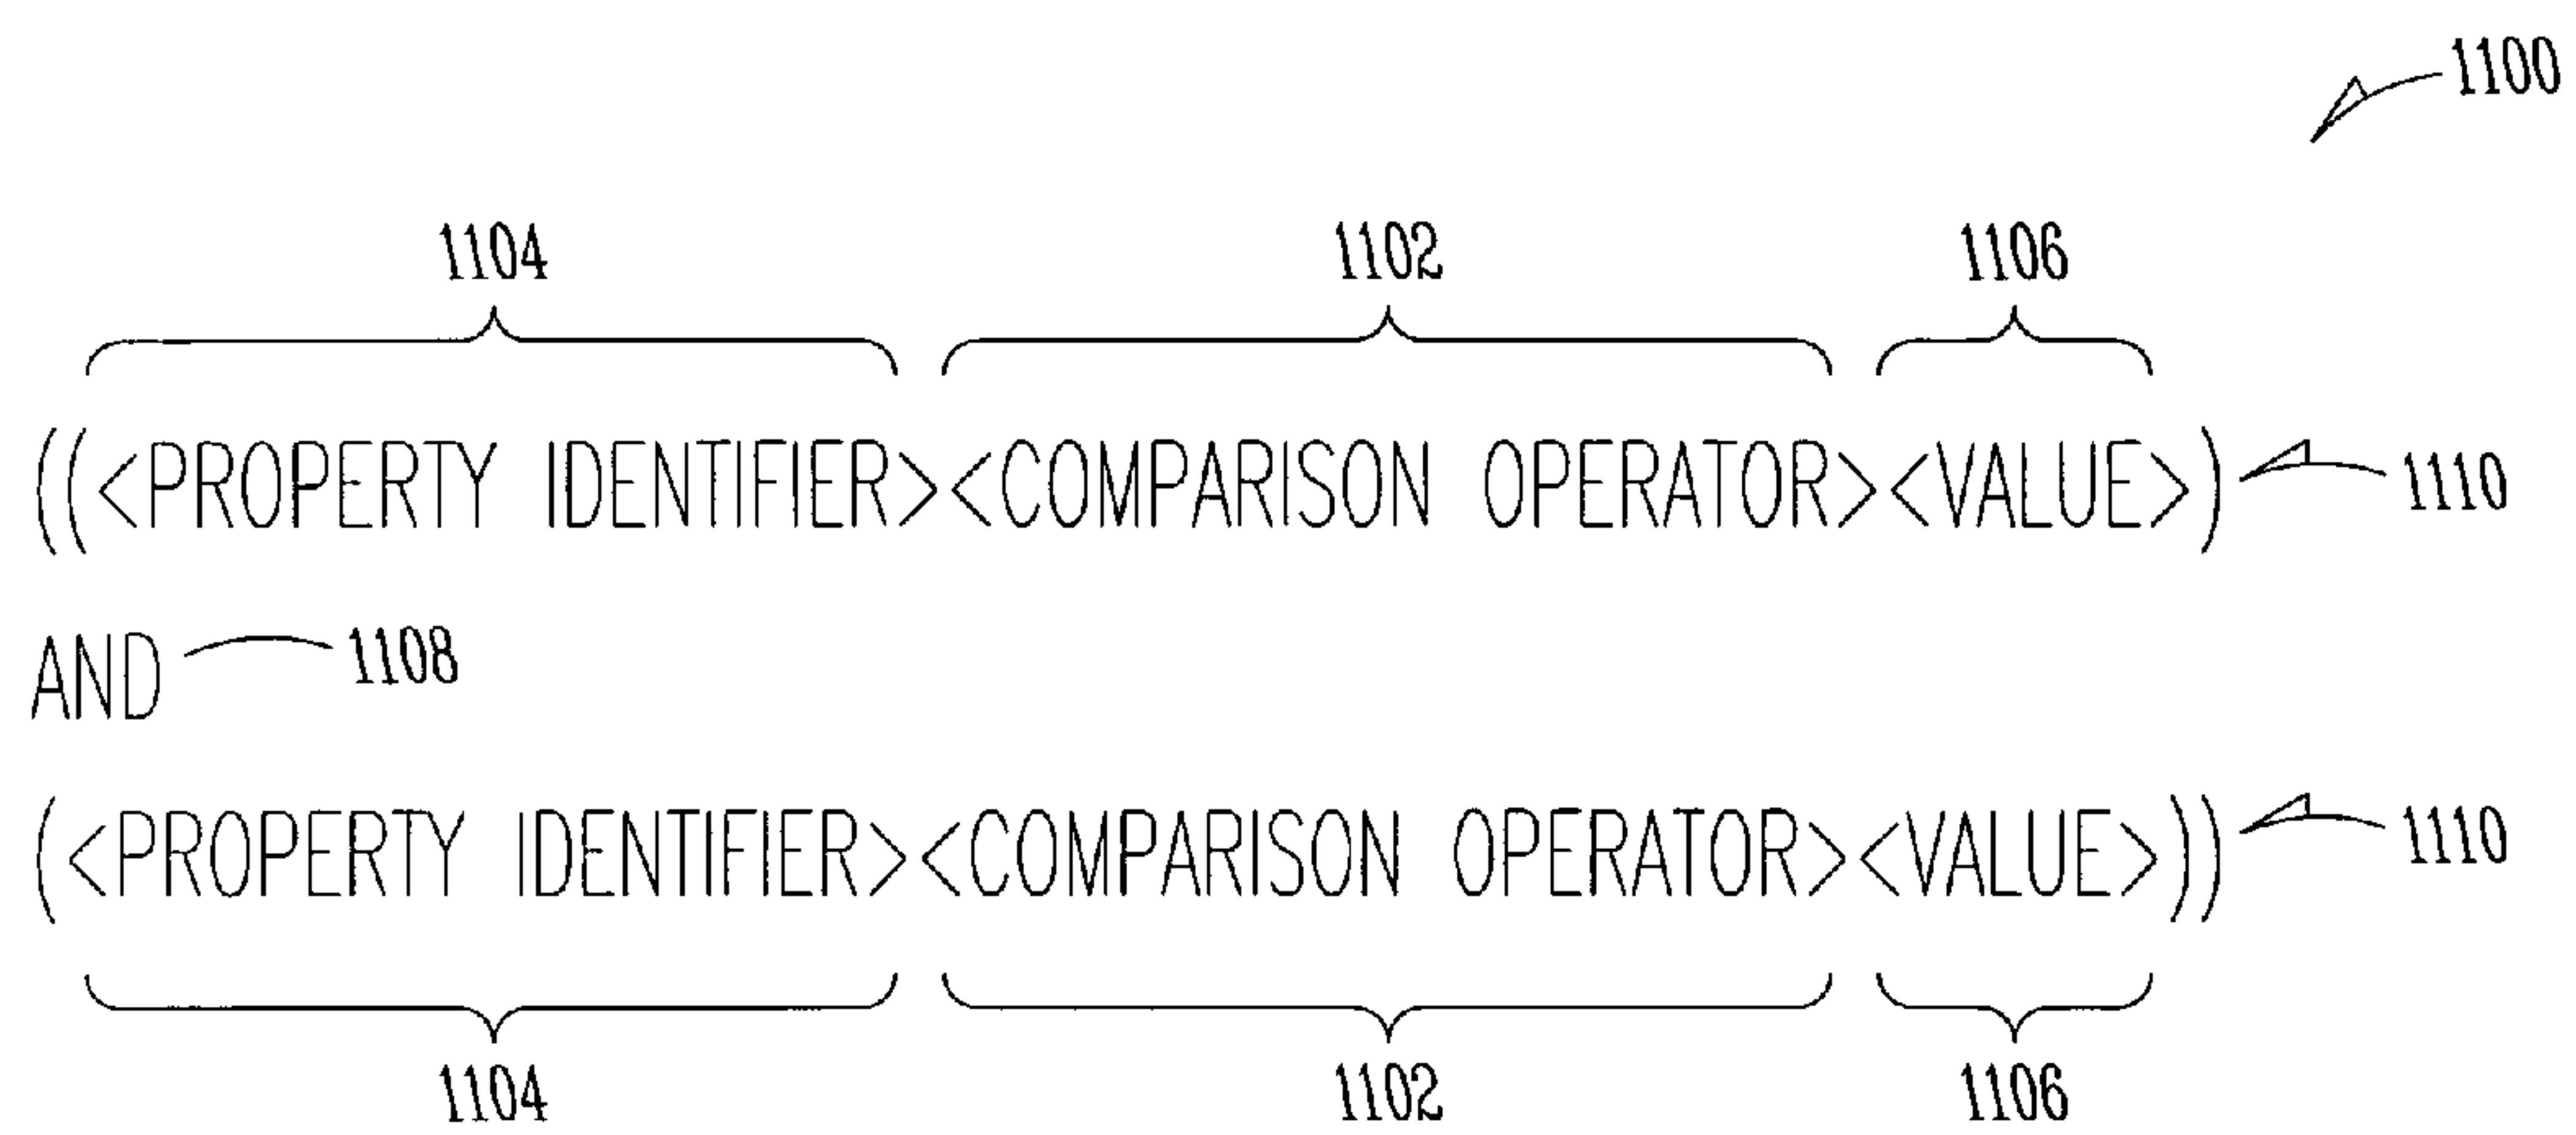 1100
1104 1102 1106
((<PROPERTY IDENTIFIER><COMPARISON OPERATOR><VALUE>) 1110
AND 1108
(<PROPERTY IDENTIFIER><COMPARISON OPERATOR><VALUE>)) 1110
1104 1102 1106